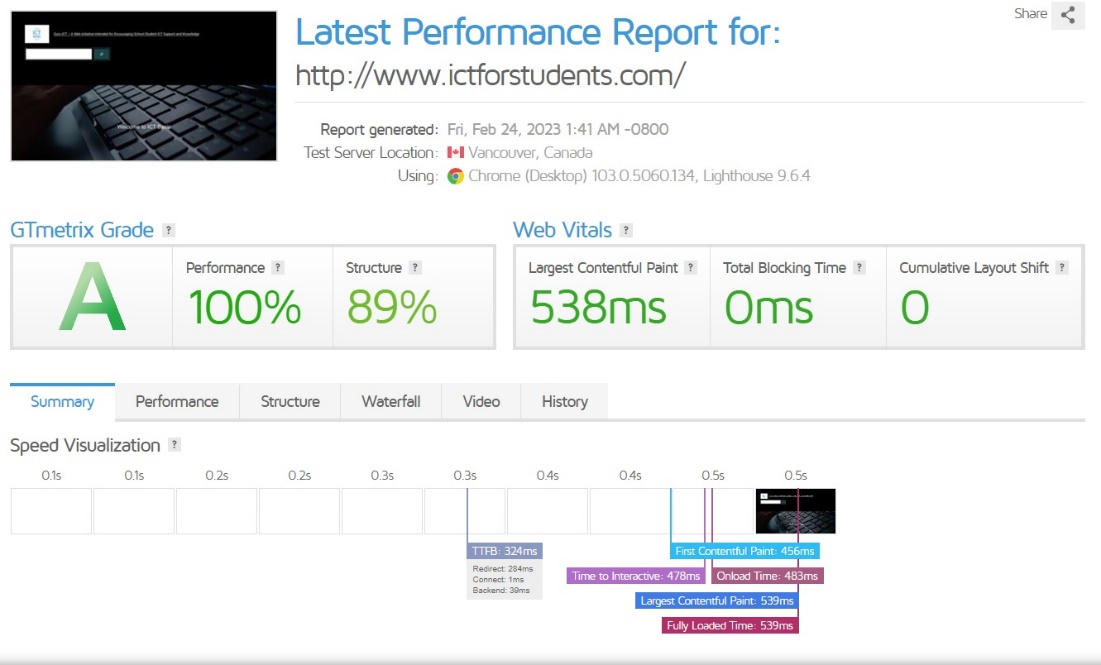 Share
Latest Performance Report for:
http://www.ictforstudents.com/
Report generated: Fri, Feb 24, 2023 1:41 AM -0800
Test Server Location: Vancouver, Canada
Using: Chrome (Desktop) 103.0.5060.134, Lighthouse 9.6.4
Welcome to ICT
GTmetrix Grade ?
A
Performance ?
100%
Structure ?
89%
Web Vitals ?
Largest Contentful Paint ?
538ms
Total Blocking Time ?
0ms
Cumulative Layout Shift ?
0
Summary Performance Structure Waterfall Video History
Speed Visualization ?
0.1s 0.1s 0.2s 0.2s 0.3s 0.3s 0.4s 0.4s 0.5s 0.5s
TTFB: 324ms
Redirect: 284ms
Connect: 1ms
Backend: 39ms
First Contentful Paint: 456ms
Time to Interactive: 478ms
Onload Time: 483ms
Largest Contentful Paint: 539ms
Fully Loaded Time: 539ms